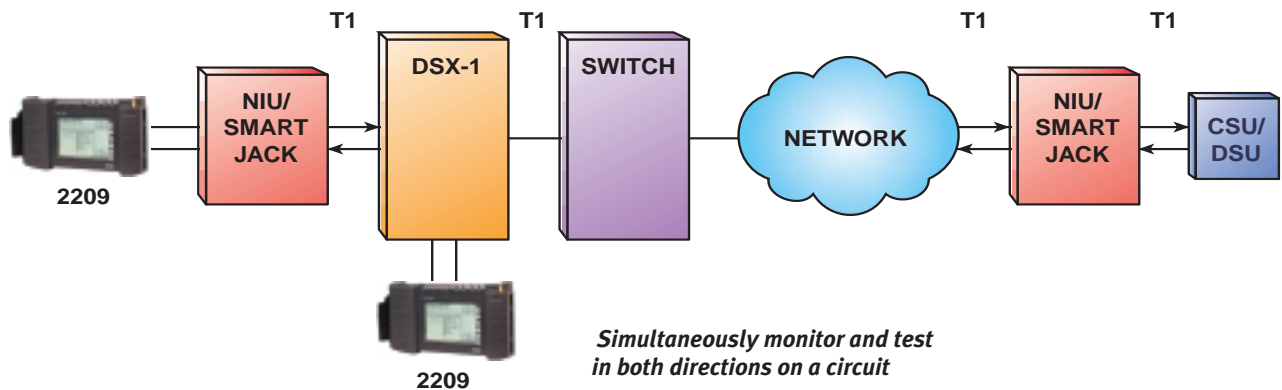 T1
T1
T1
T1
DSX-1
SWITCH
NIU/
SMART
JACK
NETWORK
NIU/
SMART
JACK
CSU/
DSU
2209
2209
Simultaneously monitor and test
in both directions on a circuit